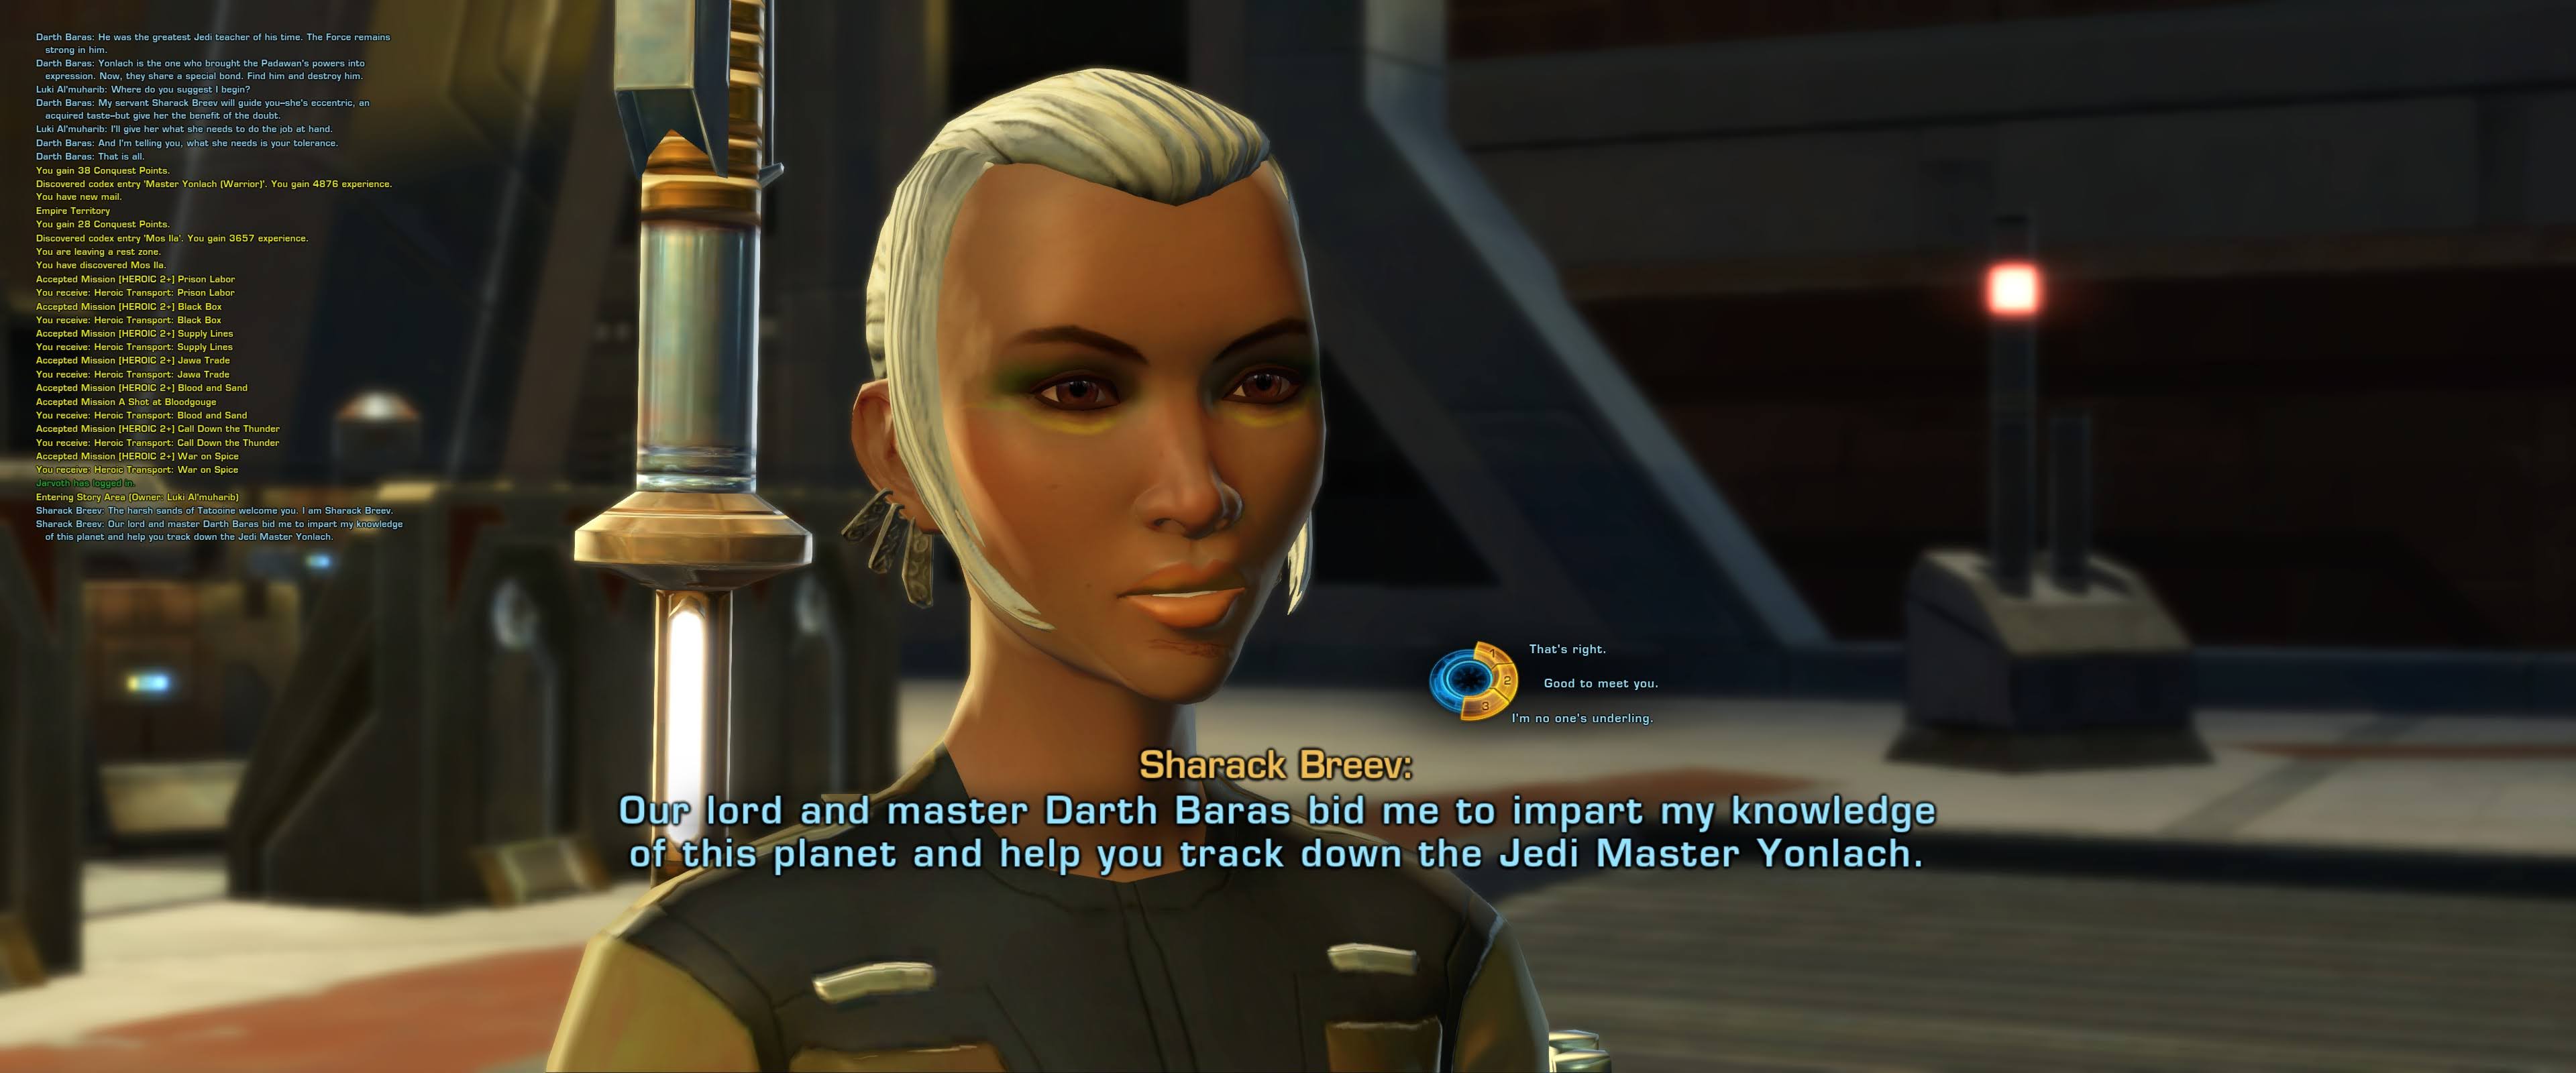 Darth Baras: He was the greatest Jedi teacher of his time. The Force remains
strong in him.
Darth Baras: Yonlach is the one who brought the Padawan's powers into
expression. Now, they share a special bond. Find him and destroy him.
Luki Al'muharib: Where do you suggest I begin?
Darth Baras: My servant Sharack Breev will guide you–she's eccentric, an
acquired taste–but give her the benefit of the doubt.
Luki Al'muharib: I'll give her what she needs to do the job at hand.
Darth Baras: And I'm telling you, what she needs is your tolerance.
Darth Baras: That is all.
You gain 38 Conquest Points.
Discovered codex entry 'Master Yonlach (Warrior)'. You gain 4876 experience.
You have new mail.
Empire Territory
You gain 28 Conquest Points.
Discovered codex entry 'Mos Ila'. You gain 3657 experience.
You are leaving a rest zone.
You have discovered Mos Ila.
Accepted Mission [HEROIC 2+] Prison Labor
You receive: Heroic Transport: Prison Labor
Accepted Mission [HEROIC 2+] Black Box
You receive: Heroic Transport: Black Box
Accepted Mission [HEROIC 2+] Supply Lines
You receive: Heroic Transport: Supply Lines
Accepted Mission [HEROIC 2+] Jawa Trade
You receive: Heroic Transport: Jawa Trade
Accepted Mission [HEROIC 2+] Blood and Sand
Accepted Mission A Shot at Bloodgouge
You receive: Heroic Transport: Blood and Sand
Accepted Mission [HEROIC 2+] Call Down the Thunder
You receive: Heroic Transport: Call Down the Thunder
Accepted Mission [HEROIC 2+] War on Spice
You receive: Heroic Transport: War on Spice
Jarvoth has logged in.
Entering Story Area (Owner: Luki Al'muharib)
Sharack Breev: The harsh sands of Tatooine welcome you. I am Sharack Breev.
Sharack Breev: Our lord and master Darth Baras bid me to impart my knowledge
of this planet and help you track down the Jedi Master Yonlach.
1 That's right.
2 Good to meet you.
3 I'm no one's underling.
Sharack Breev:
Our lord and master Darth Baras bid me to impart my knowledge
of this planet and help you track down the Jedi Master Yonlach.